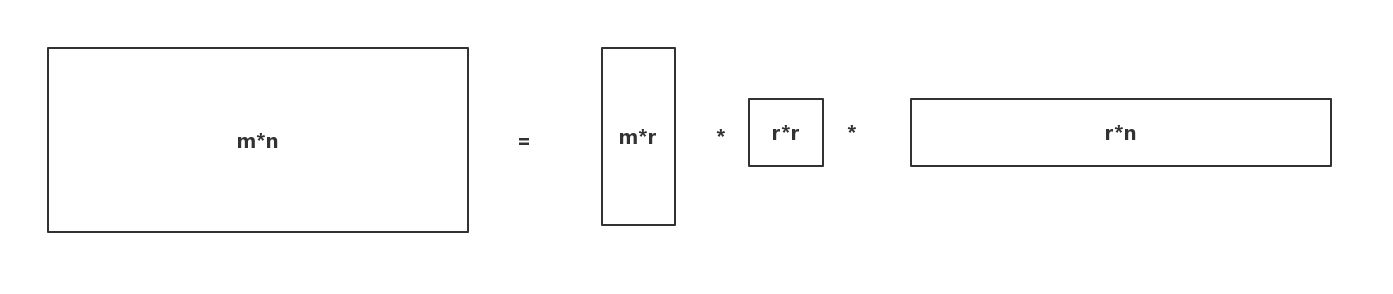 m*n = m*r * r*r * r*n